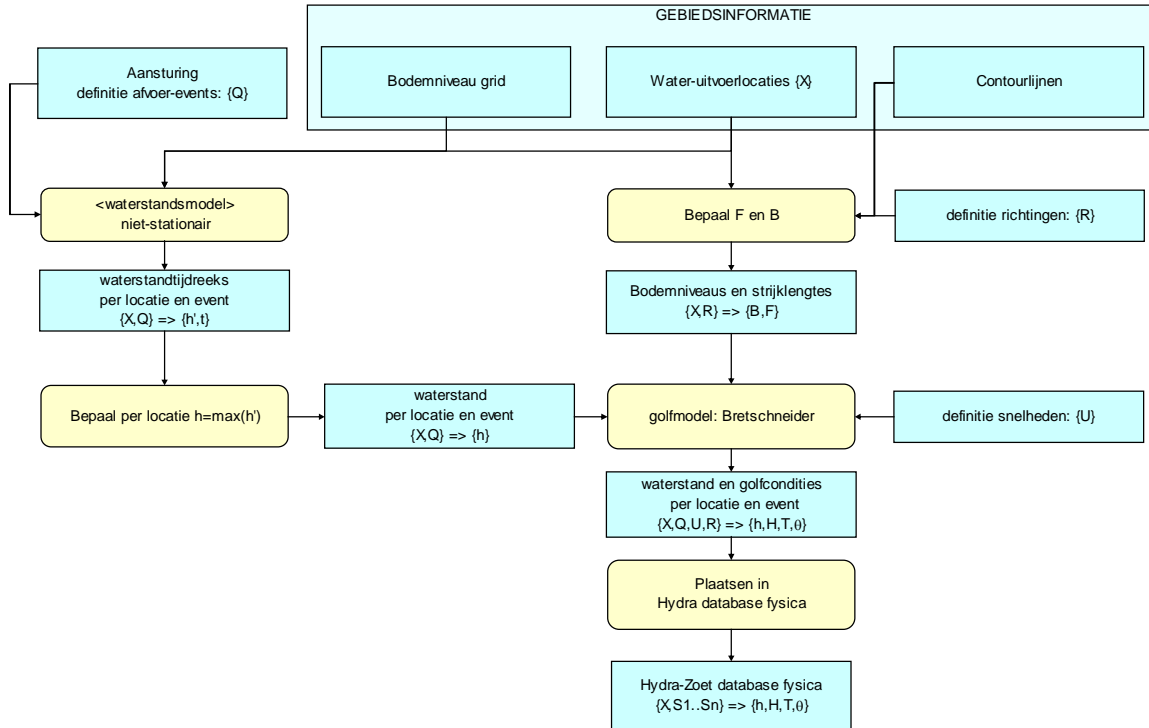 GEBIEDSINFORMATIE
Aansturing
definitie afvoer-events: {Q}
Bodemniveau grid
Water-uitvoerlocaties {X}
Contourlijnen
<waterstandsmodel>
niet-stationair
Bepaal F en B
definitie richtingen: {R}
waterstandtijdreeks
per locatie en event
{X,Q} => {h',t}
Bodemniveaus en strijklengtes
{X,R} => {B,F}
Bepaal per locatie h=max(h')
waterstand
per locatie en event
{X,Q} => {h}
golfmodel: Bretschneider
definitie snelheden: {U}
waterstand en golfcondities
per locatie en event
{X,Q,U,R} => {h,H,T,θ}
Plaatsen in
Hydra database fysica
Hydra-Zoet database fysica
{X,S1..Sn} => {h,H,T,θ}